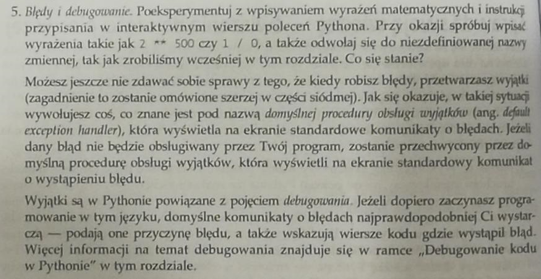 5. Błędy i debugowanie. Poeksperymentuj z wpisywaniem wyrażeń matematycznych i instrukcji
przypisania w interaktywnym wierszu poleceń Pythona. Przy okazji spróbuj wpisać
wyrażenia takie jak 2 ** 500 czy 1 / 0, a także odwołaj się do niezdefiniowanej nazwy
zmiennej, tak jak zrobiliśmy wcześniej w tym rozdziale. Co się stanie?
Możesz jeszcze nie zdawać sobie sprawy z tego, że kiedy robisz błędy, przetwarzasz wyjątki
(zagadnienie to zostanie omówione szerzej w części siódmej). Jak się okazuje, w takiej sytuacji
wywołujesz coś, co znane jest pod nazwą domyślnej procedury obsługi wyjątków (ang. default
exception handler), która wyświetla na ekranie standardowe komunikaty o błędach. Jeżeli
dany błąd nie będzie obsługiwany przez Twój program, zostanie przechwycony przez do-
myślną procedurę obsługi wyjątków, która wyświetli na ekranie standardowy komunikat
o wystąpieniu błędu.
Wyjątki są w Pythonie powiązane z pojęciem debugowania. Jeżeli dopiero zaczynasz progra-
mowanie w tym języku, domyślne komunikaty o błędach najprawdopodobniej Ci wystar-
czą — podają one przyczynę błędu, a także wskazują wiersze kodu gdzie wystąpił błąd.
Więcej informacji na temat debugowania znajduje się w ramce „Debugowanie kodu
w Pythonie" w tym rozdziale.